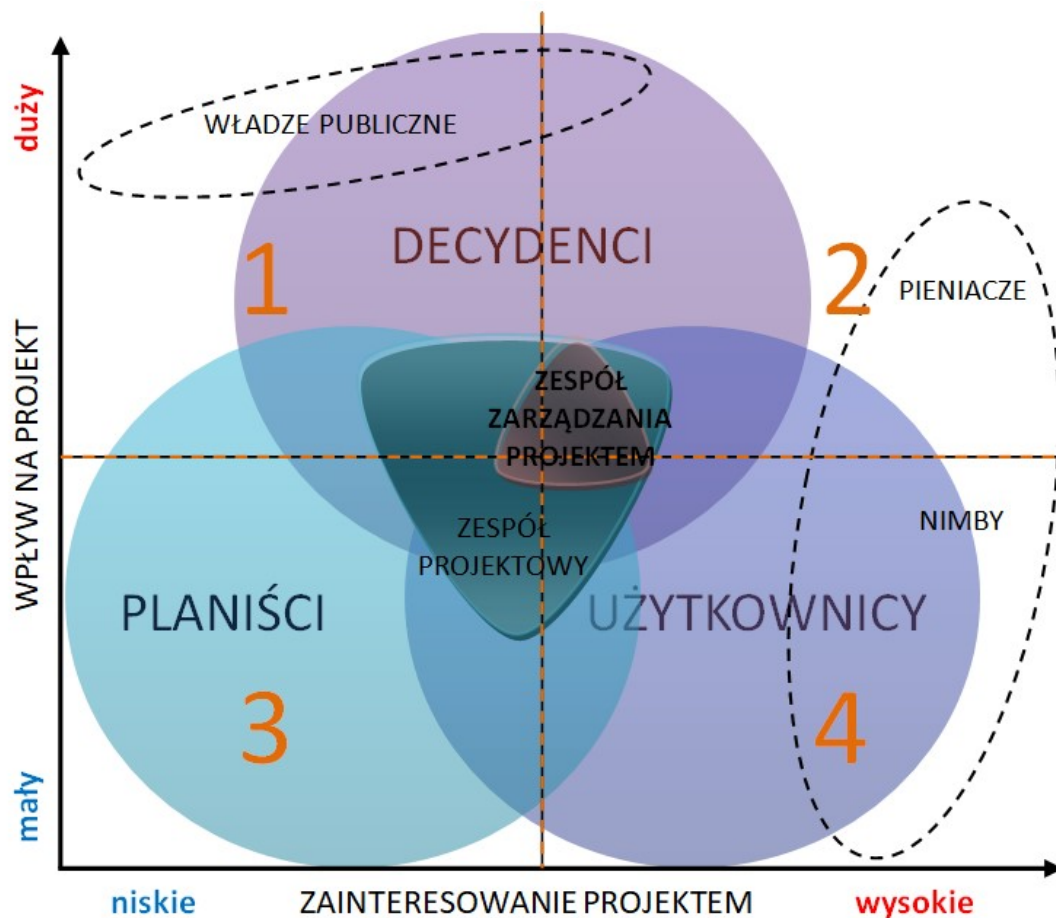 duży
WŁADZE PUBLICZNE
DECYDENCI
1
2
PIENIACZE
WPŁYW NA PROJEKT
ZESPÓŁ
ZARZĄDZANIA
PROJEKTEM
ZESPÓŁ
PROJEKTOWY
NIMBY
PLANIŚCI
UŻYTKOWNICY
3
4
mały
niskie
ZAINTERESOWANIE PROJEKTEM
wysokie